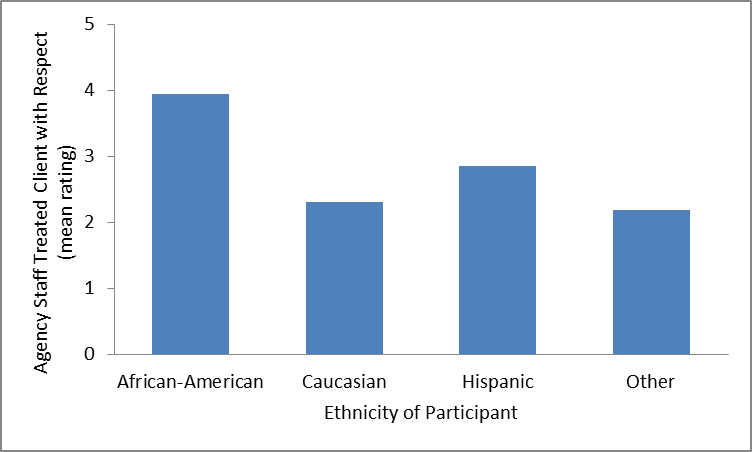 Agency Staff Treated Client with Respect
(mean rating)
5
4
3
2
1
0
African-American Caucasian Hispanic Other
Ethnicity of Participant